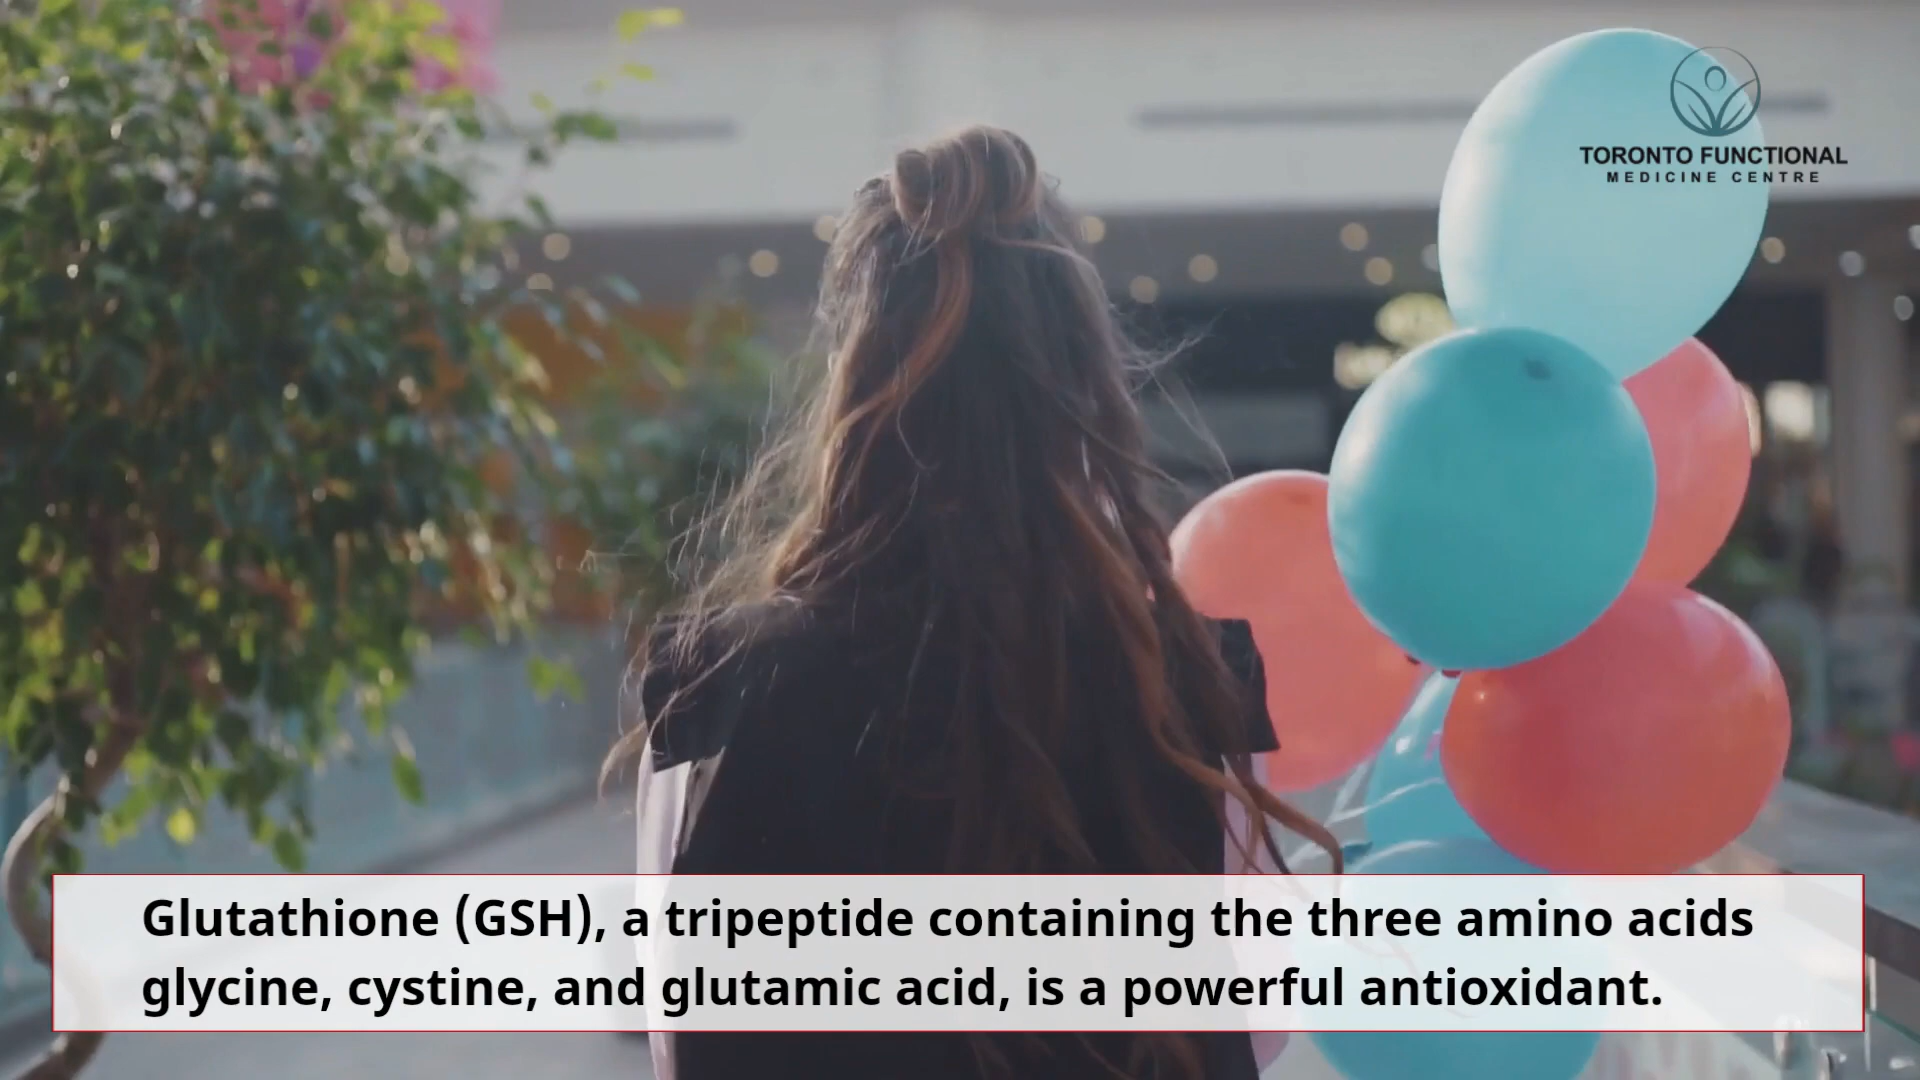 TORONTO FUNCTIONAL
MEDICINE CENTRE
Glutathione (GSH), a tripeptide containing the three amino acids
glycine, cystine, and glutamic acid, is a powerful antioxidant.